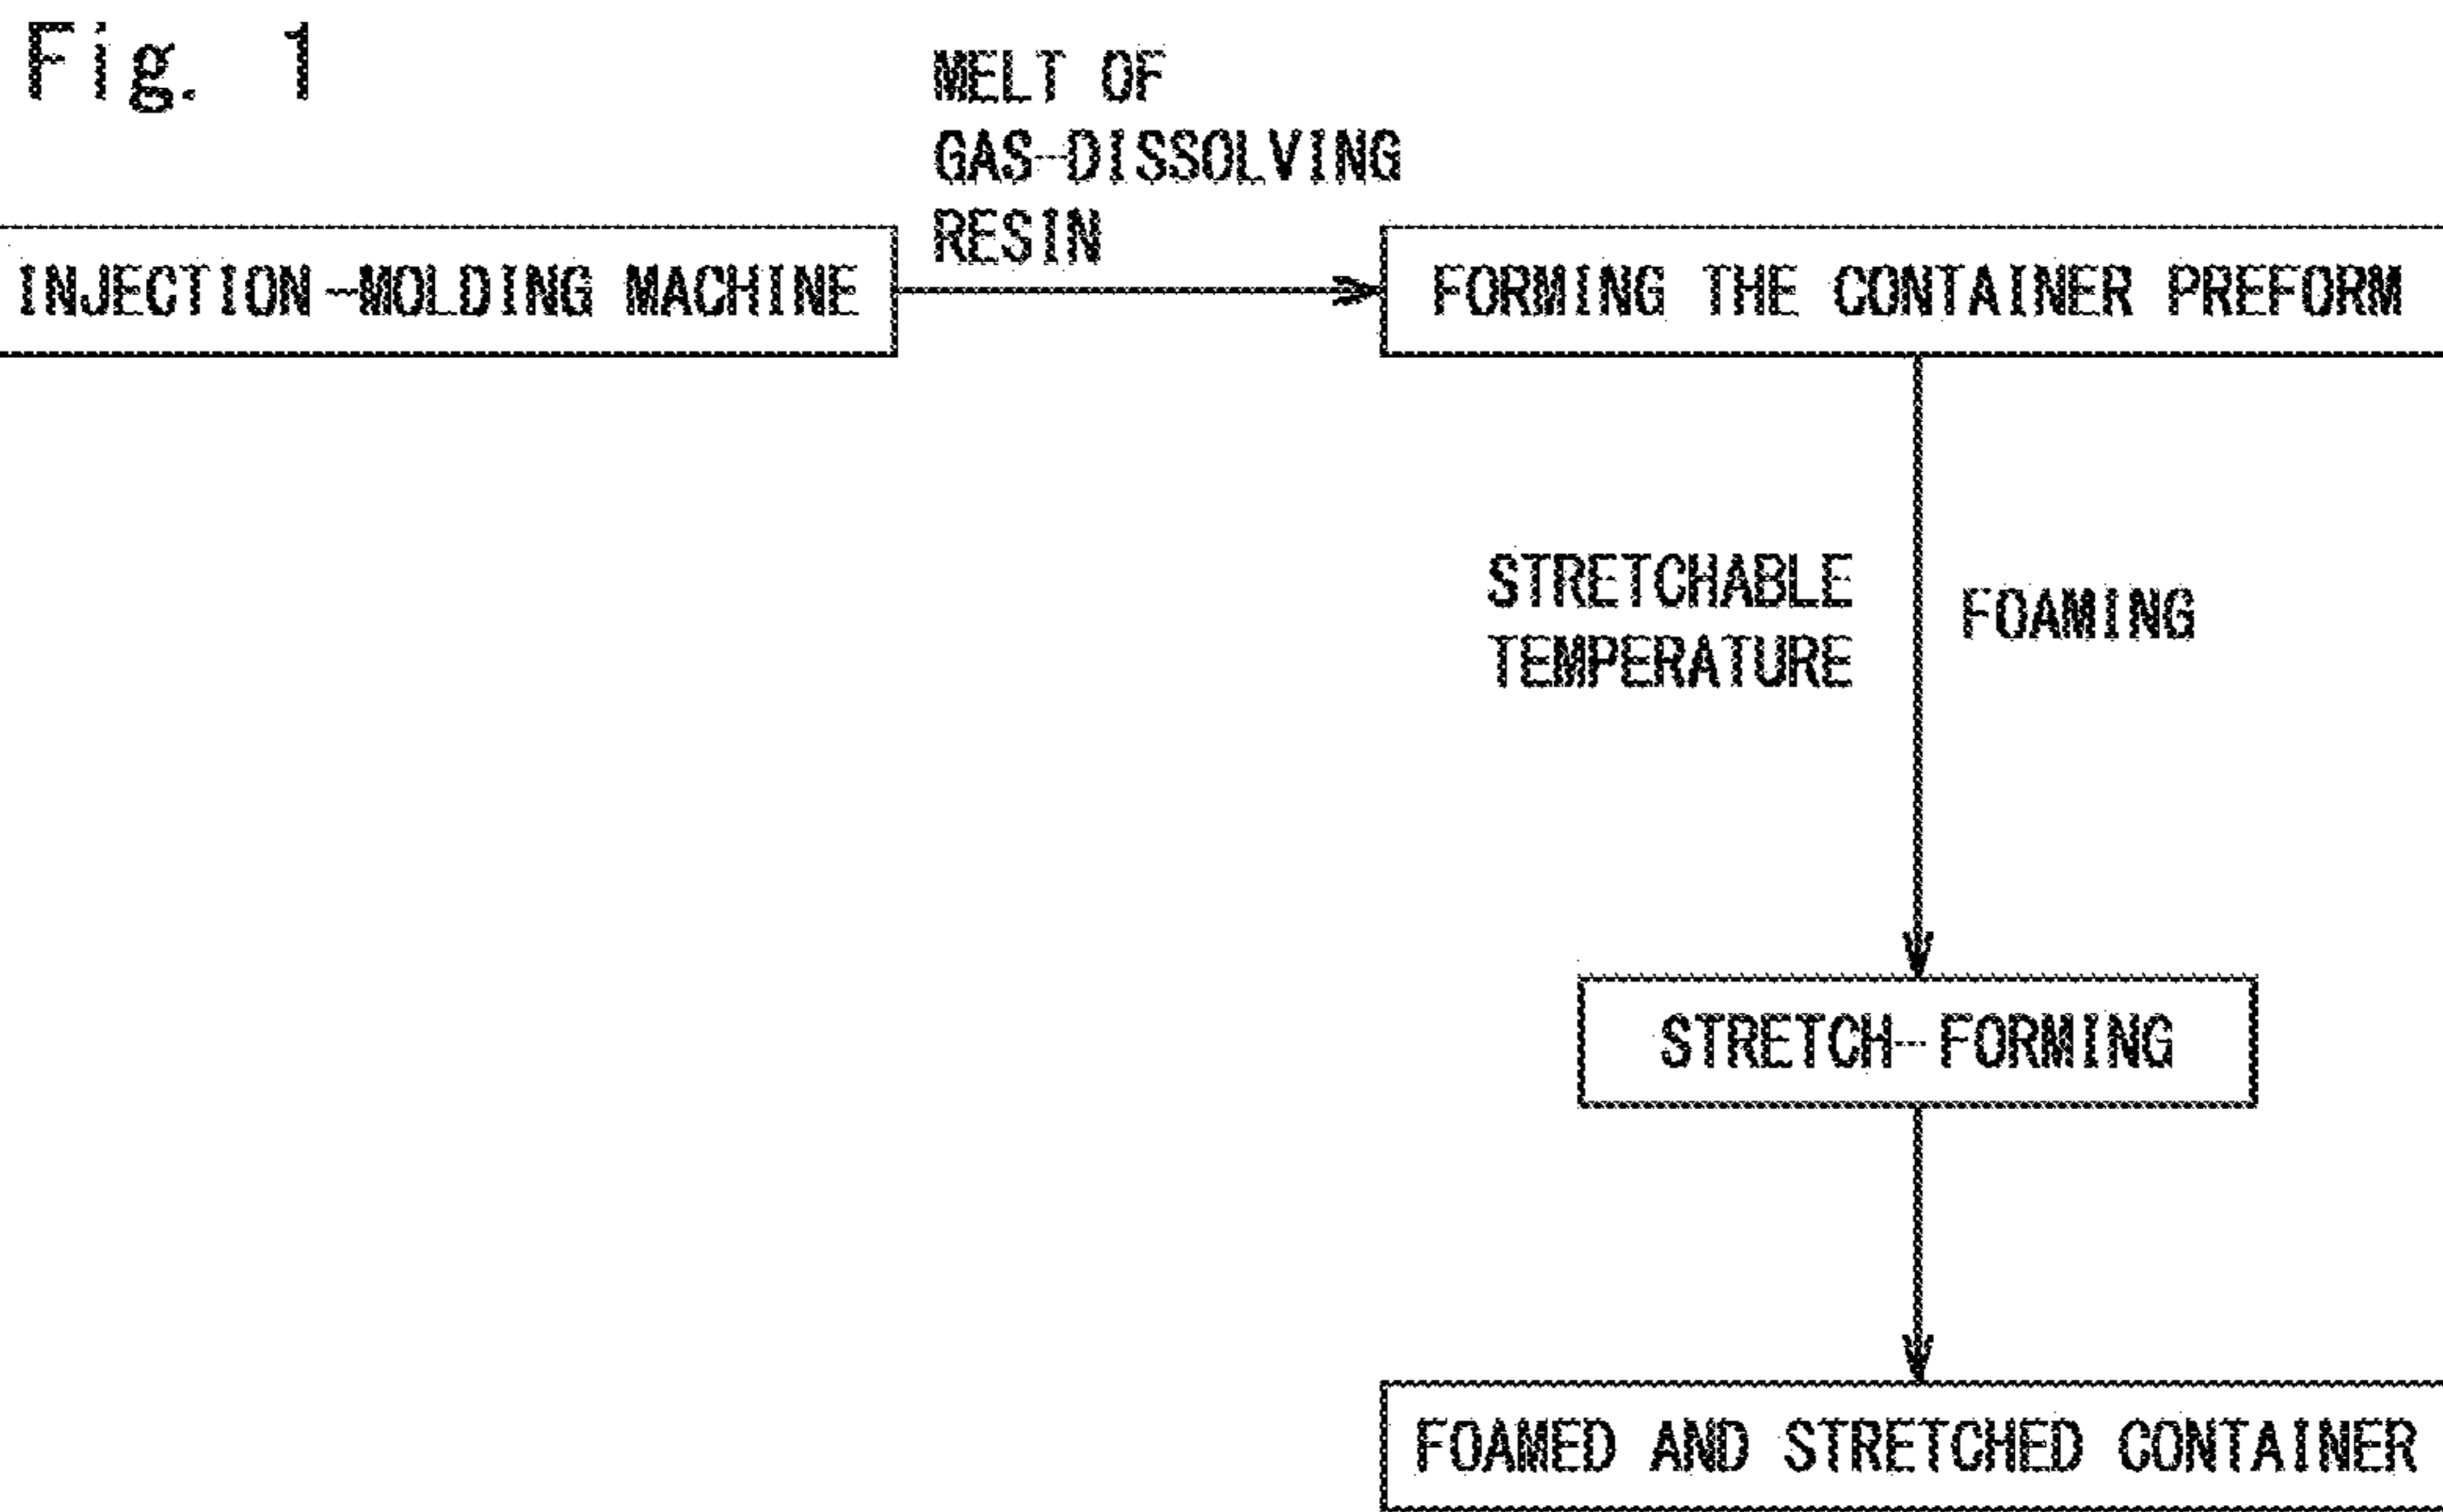 Fig. 1
MELT OF
GAS-DISSOLVING
RESIN
INJECTION-MOLDING MACHINE
FORMING THE CONTAINER PREFORM
STRETCHABLE
TEMPERATURE
FOAMING
STRETCH-FORMING
FOAMED AND STRETCHED CONTAINER